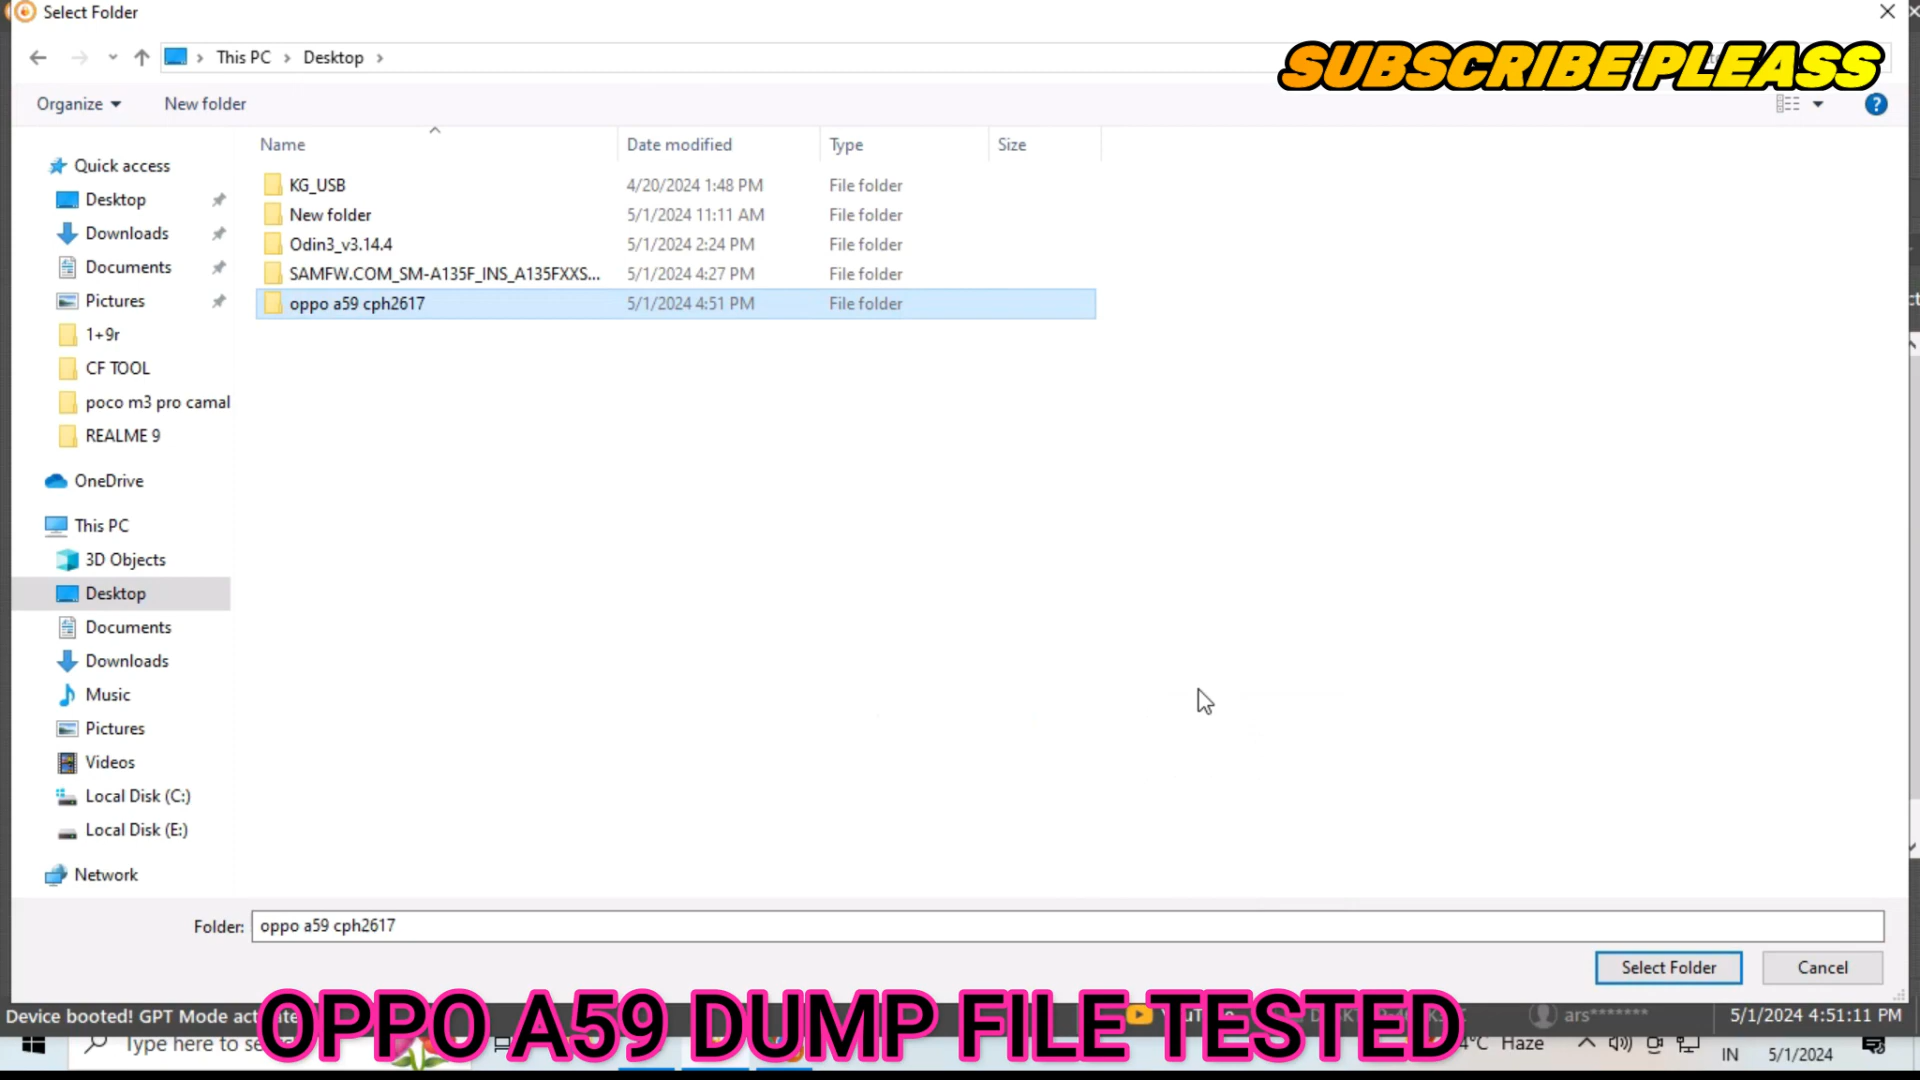 Select Folder
This PC
Desktop
SUBSCRIBE PLEASS
Organize
New folder
Name
Date modified
Type
Size
Quick access
Desktop
Downloads
Documents
Pictures
1+9r
CF TOOL
poco m3 pro camal
REALME 9
OneDrive
This PC
3D Objects
Desktop
Documents
Downloads
Music
Pictures
Videos
Local Disk (C:)
Local Disk (E:)
Network
KG_USB 4/20/2024 1:48 PM File folder
New folder 5/1/2024 11:11 AM File folder
Odin3_v3.14.4 5/1/2024 2:24 PM File folder
SAMFW.COM_SM-A135F_INS_A135FXXS... 5/1/2024 4:27 PM File folder
oppo a59 cph2617 5/1/2024 4:51 PM File folder
Folder: oppo a59 cph2617
Select Folder
Cancel
OPPO A59 DUMP FILE TESTED
Device booted! GPT Mode
ars*******
5/1/2024 4:51:11 PM
Type here to
Haze
IN
5/1/2024